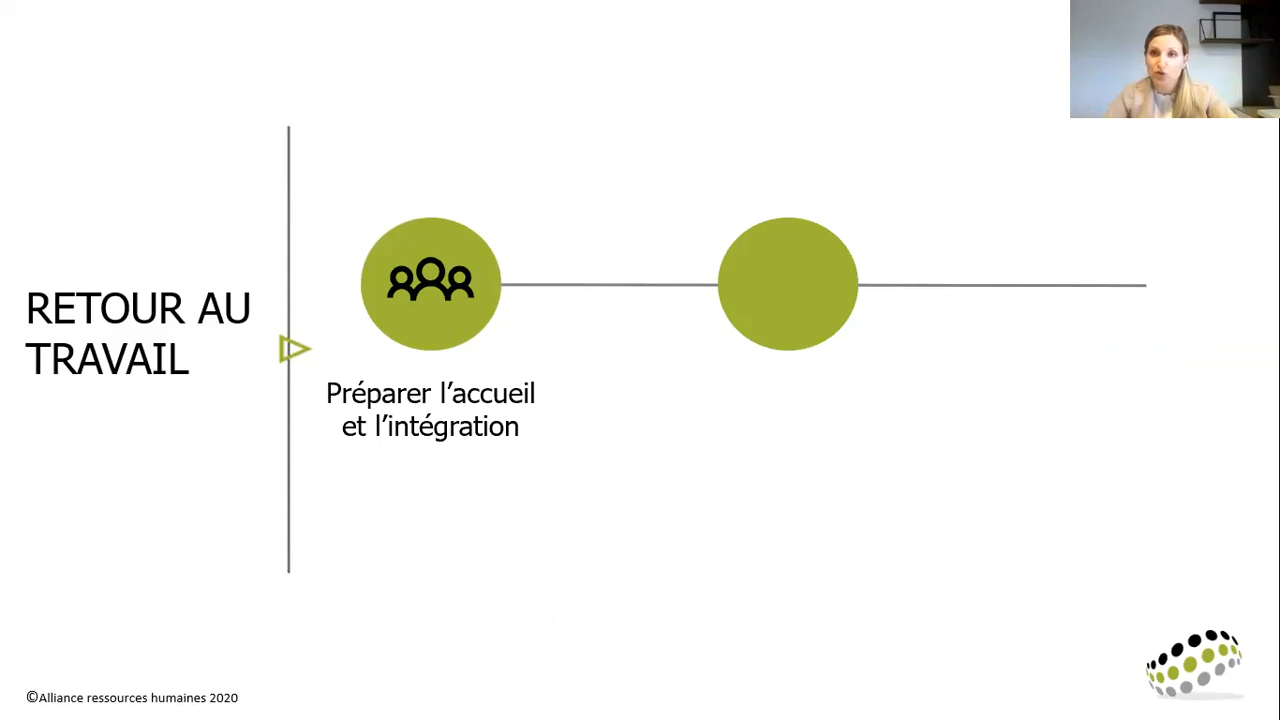 RETOUR AU
TRAVAIL
Préparer l’accueil
et l’intégration
©Alliance ressources humaines 2020